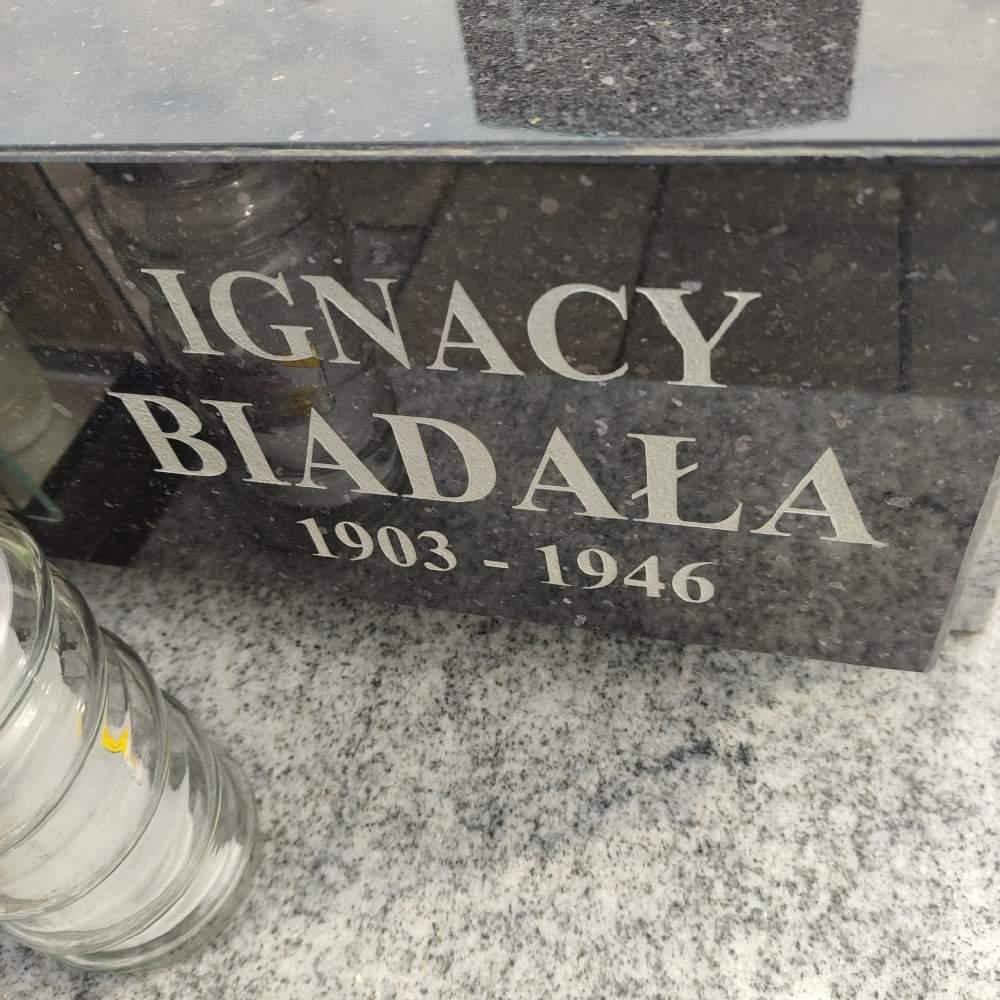 IGNACY
BIADAŁA
1903 - 1946